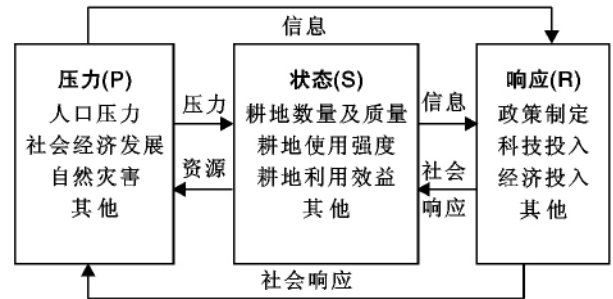 信息
压力(P)
人口压力
社会经济发展
自然灾害
其他
压力
资源
状态(S)
耕地数量及质量
耕地使用强度
耕地利用效益
其他
信息
社会
响应
响应(R)
政策制定
科技投入
经济投入
其他
社会响应